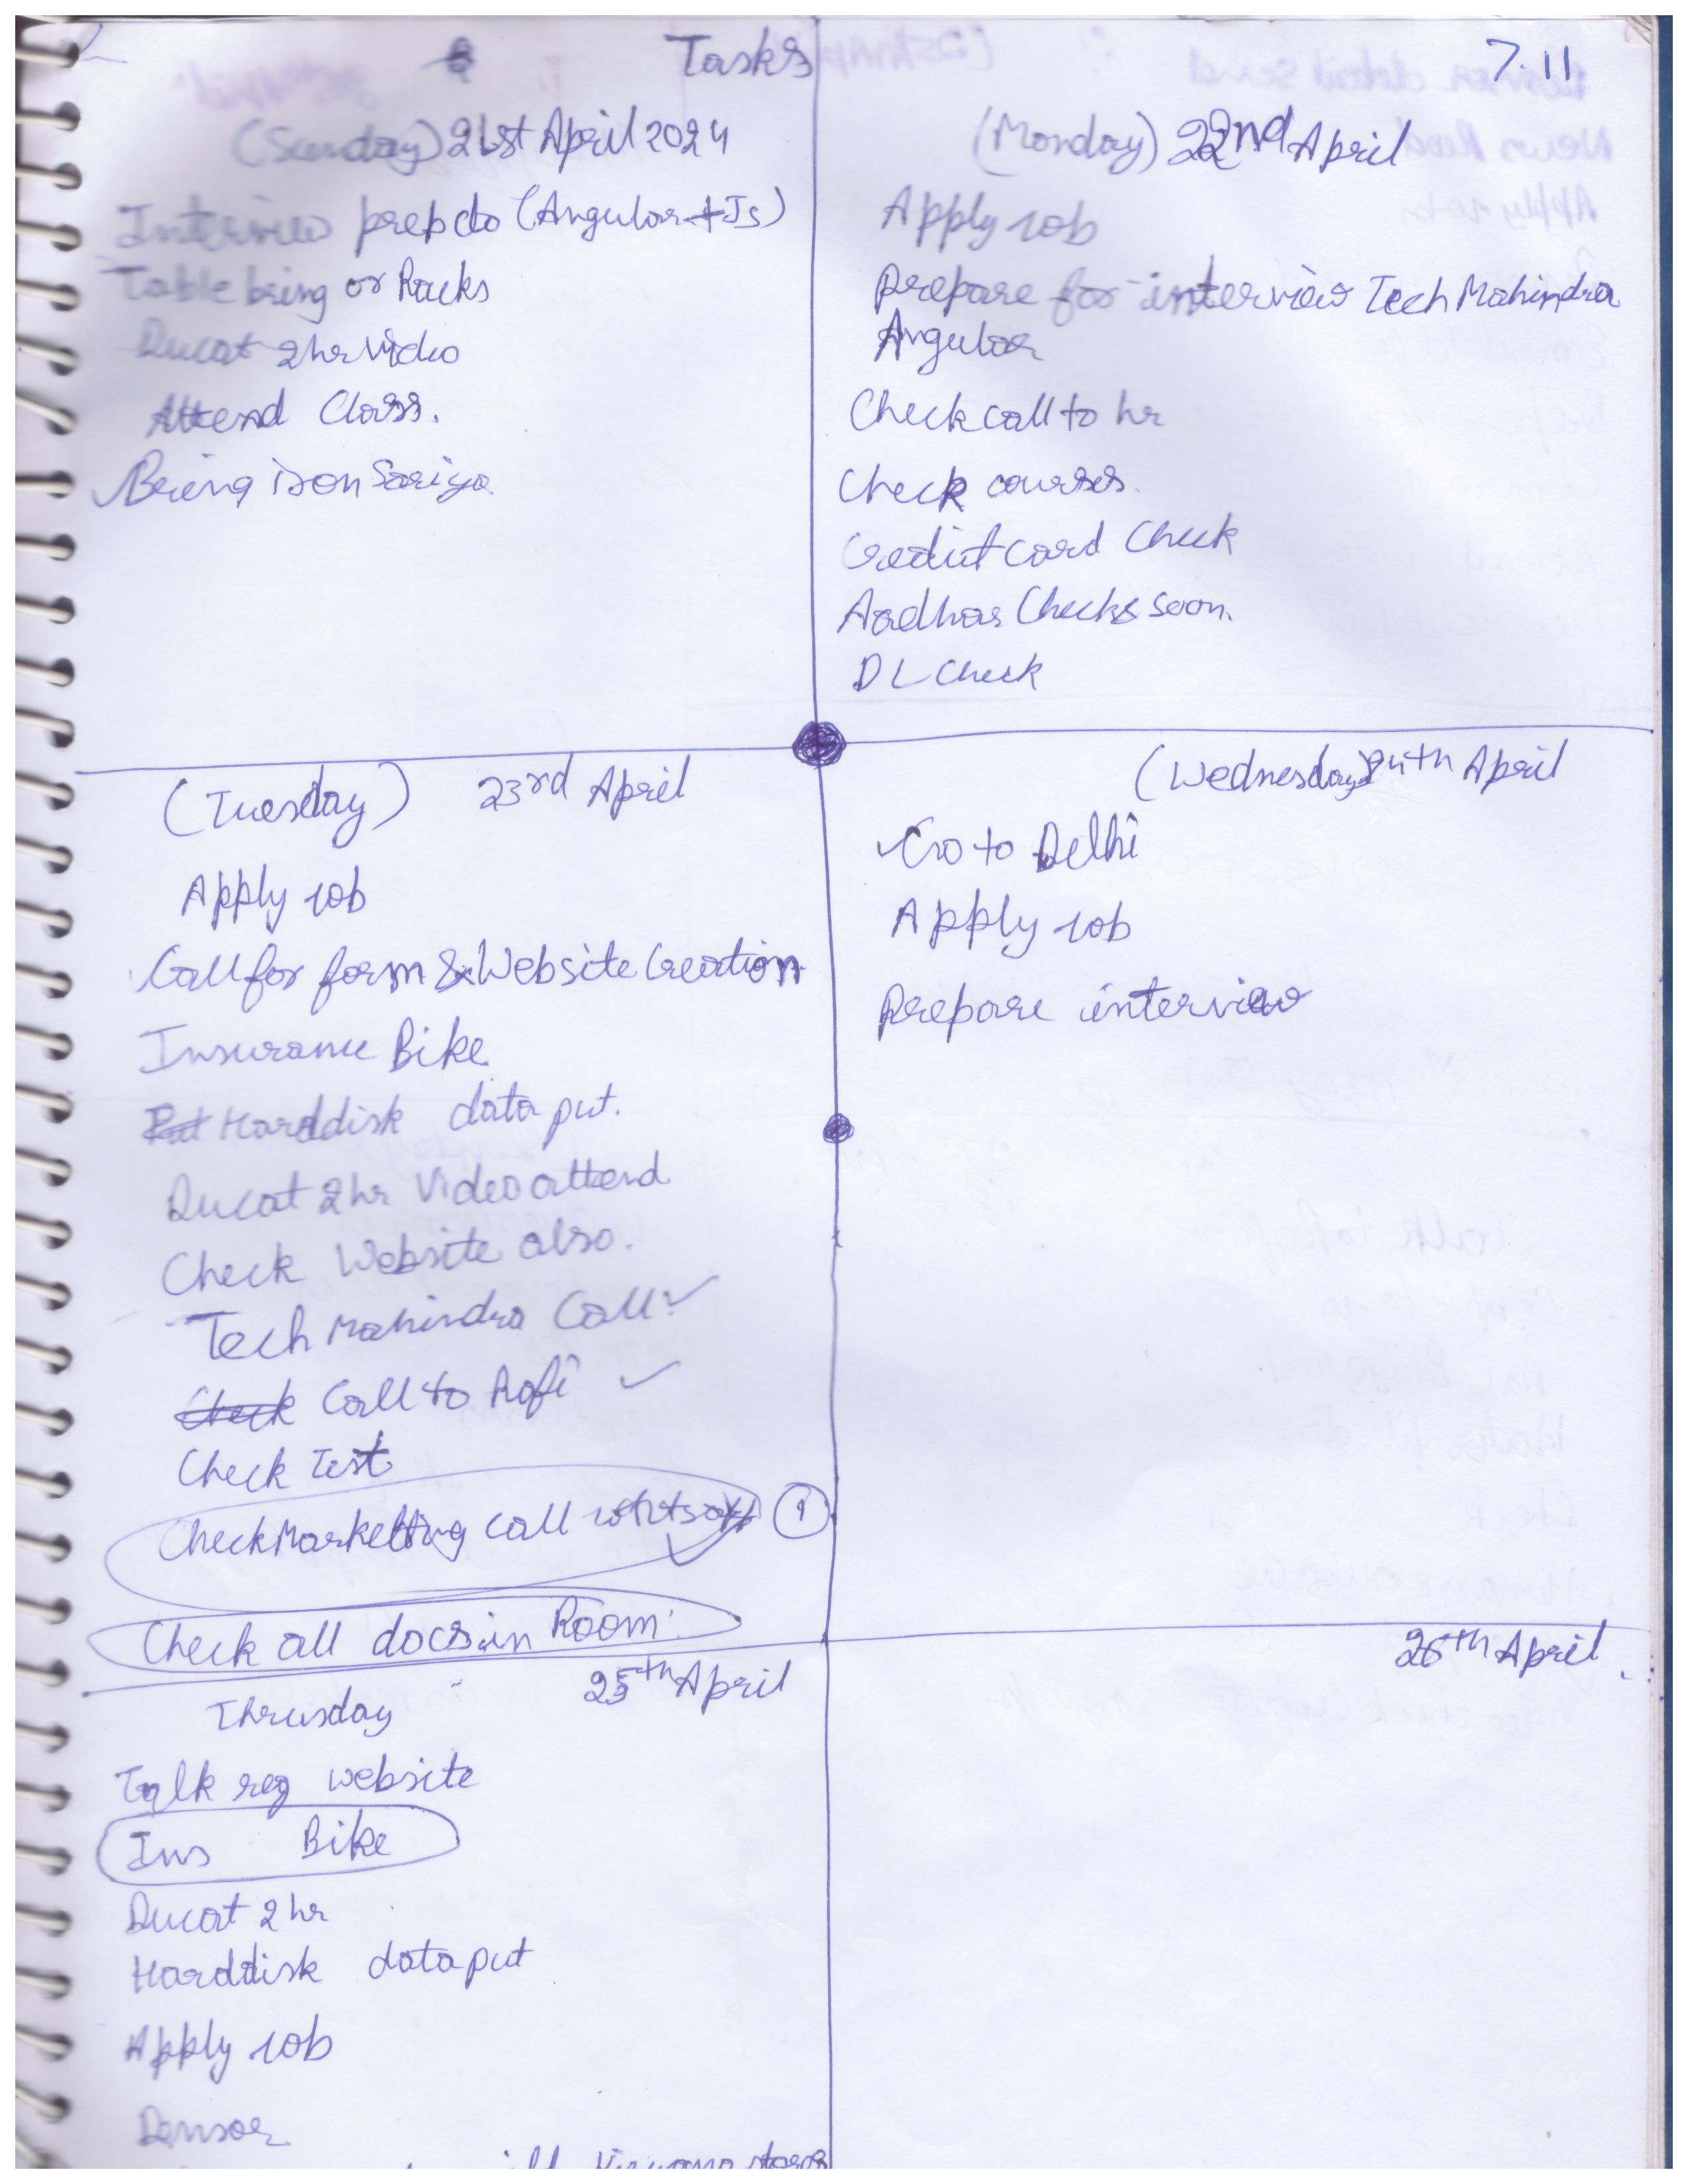 Tasks
7.11
(Sunday) 21st April 2024
Interview prep do (Angular + Js)
Table bring or Racks
Ducat 2hr Video
Attend Class.
Bring iron Sariya
(Monday) 22nd April
Apply job
Prepare for interview Tech Mahindra
Angular
Check call to hr
Check courses.
Credit card Check
Aadhar Checks soon.
DL Check
(Tuesday) 23rd April
Apply job
Call for form & Website Creation
Insurance Bike
Put Harddisk data put.
Ducat 2hr Video attend
Check Website also.
Tech Mahindra Call
Check Call to Rafi
Check Test
Check Marketing call whatsapp
Check all docs in Room
(Wednesday) 24th April
Go to Delhi
Apply job
Prepare interview
Thrusday 25th April
Talk reg website
Ins Bike
Ducat 2hr
Harddisk data put
Apply job
26th April